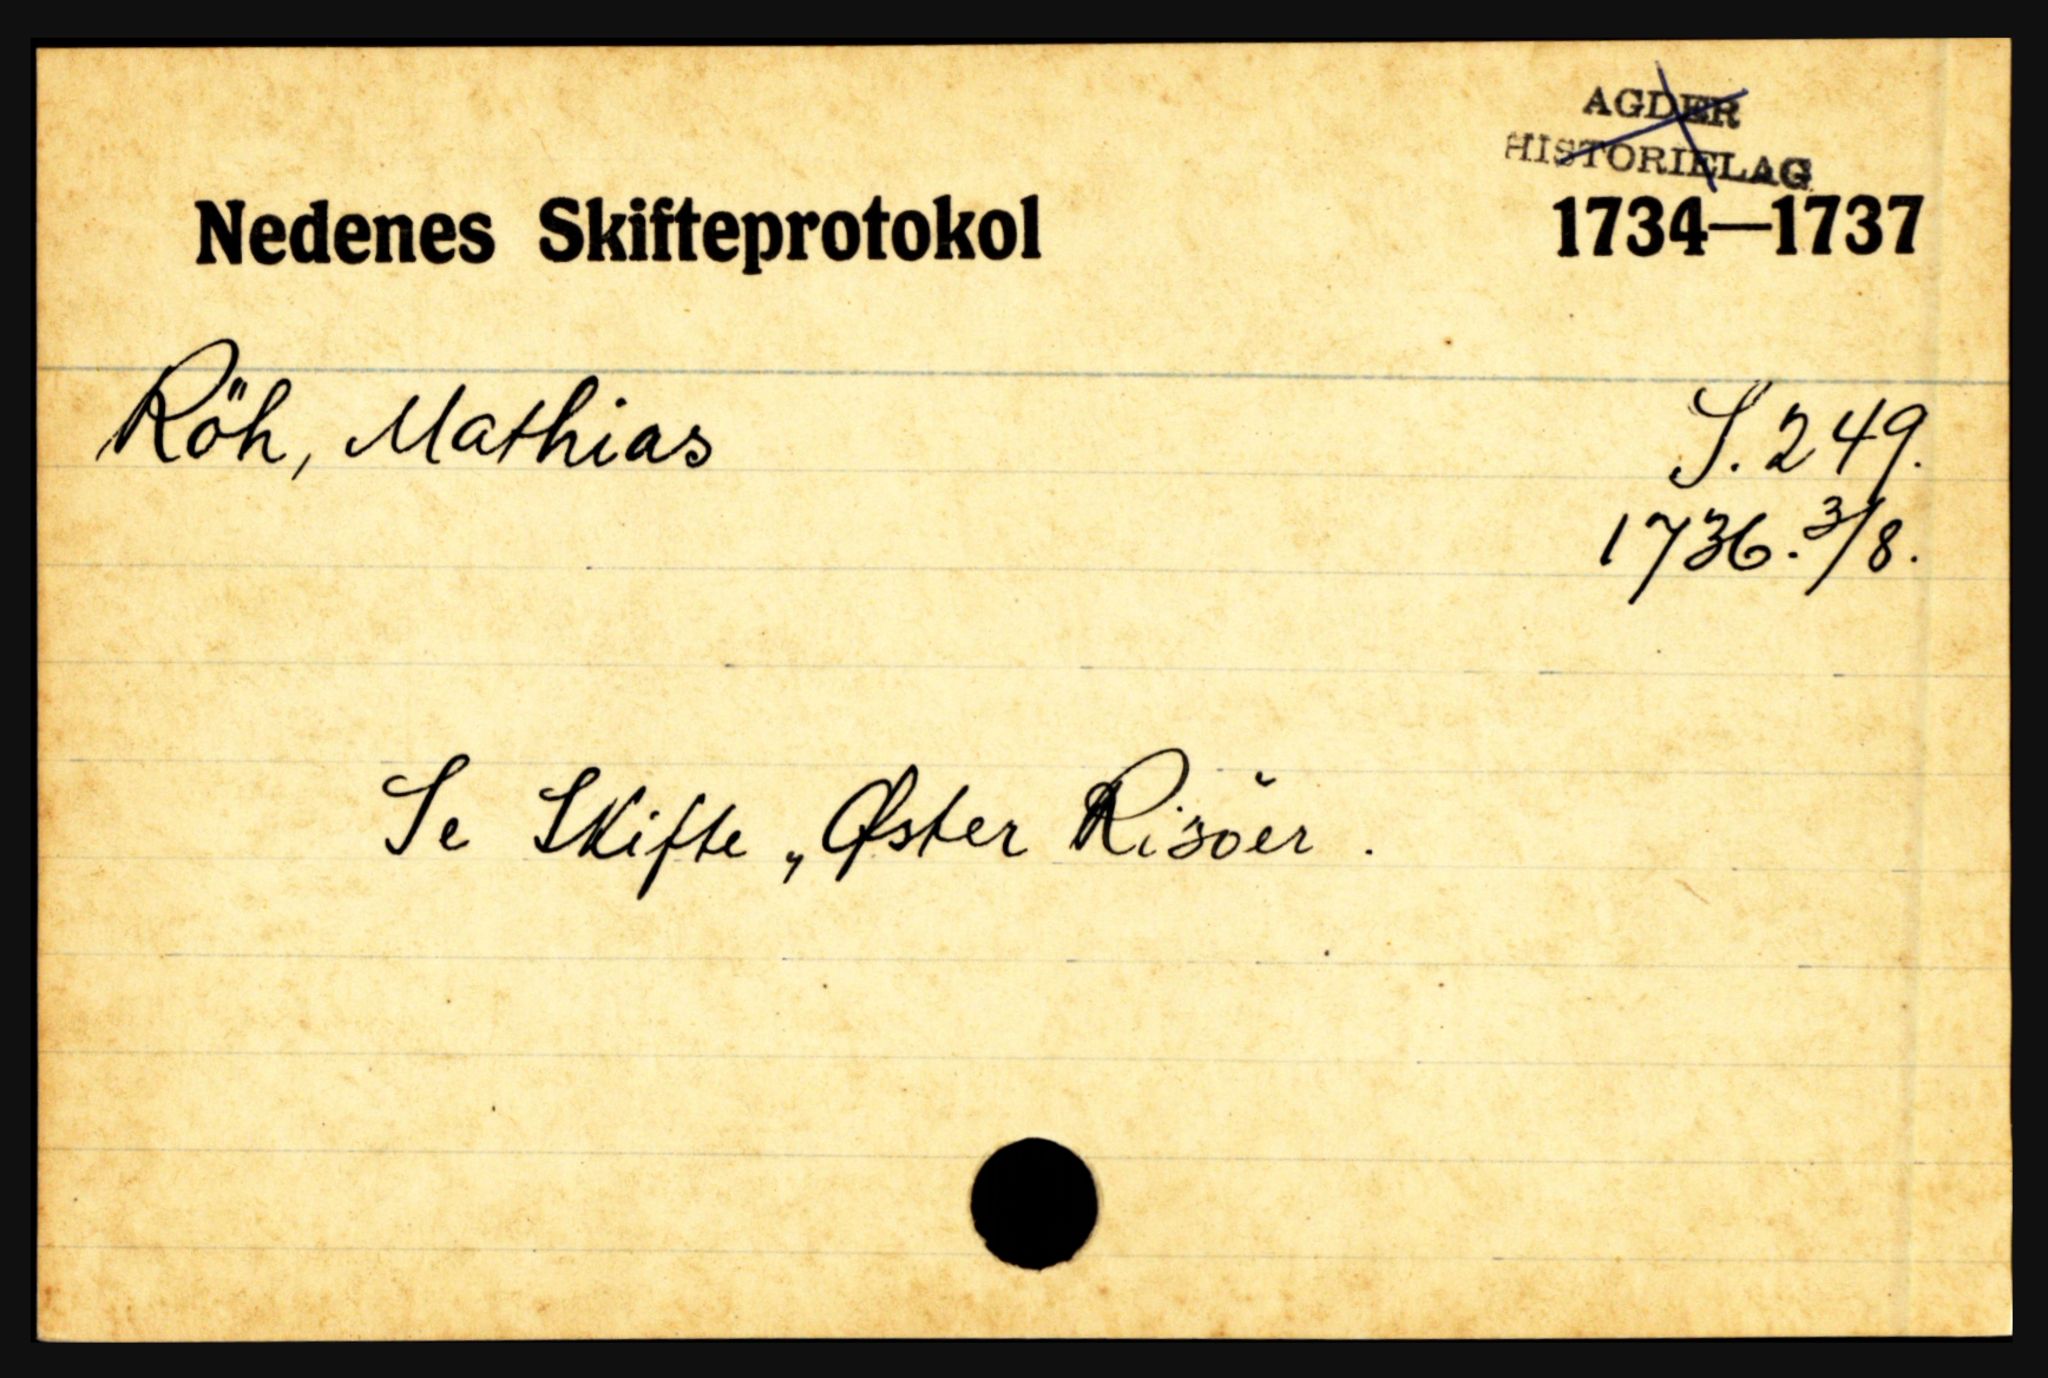 AGDER
HISTORIELAG
Nedenes Skifteprotokol 1734—1737
Röh, Mathias S. 249.
1736. 3/8.
Se Skifte „Øster Risöer.